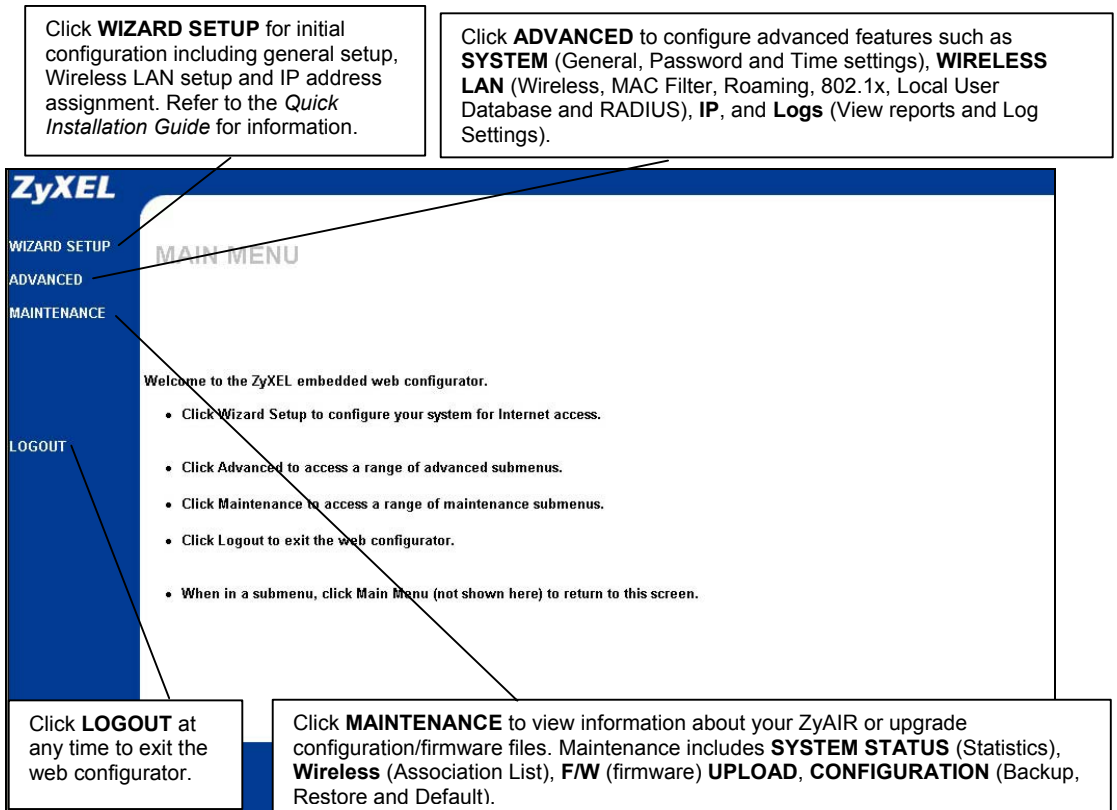 Click WIZARD SETUP for initial
configuration including general setup,
Wireless LAN setup and IP address
assignment. Refer to the Quick
Installation Guide for information.
Click ADVANCED to configure advanced features such as
SYSTEM (General, Password and Time settings), WIRELESS
LAN (Wireless, MAC Filter, Roaming, 802.1x, Local User
Database and RADIUS), IP, and Logs (View reports and Log
Settings).
ZyXEL
WIZARD SETUP
ADVANCED
MAINTENANCE
LOGOUT
MAIN MENU
Welcome to the ZyXEL embedded web configurator.
• Click Wizard Setup to configure your system for Internet access.
• Click Advanced to access a range of advanced submenus.
• Click Maintenance to access a range of maintenance submenus.
• Click Logout to exit the web configurator.
• When in a submenu, click Main Menu (not shown here) to return to this screen.
Click LOGOUT at
any time to exit the
web configurator.
Click MAINTENANCE to view information about your ZyAIR or upgrade
configuration/firmware files. Maintenance includes SYSTEM STATUS (Statistics),
Wireless (Association List), F/W (firmware) UPLOAD, CONFIGURATION (Backup,
Restore and Default).